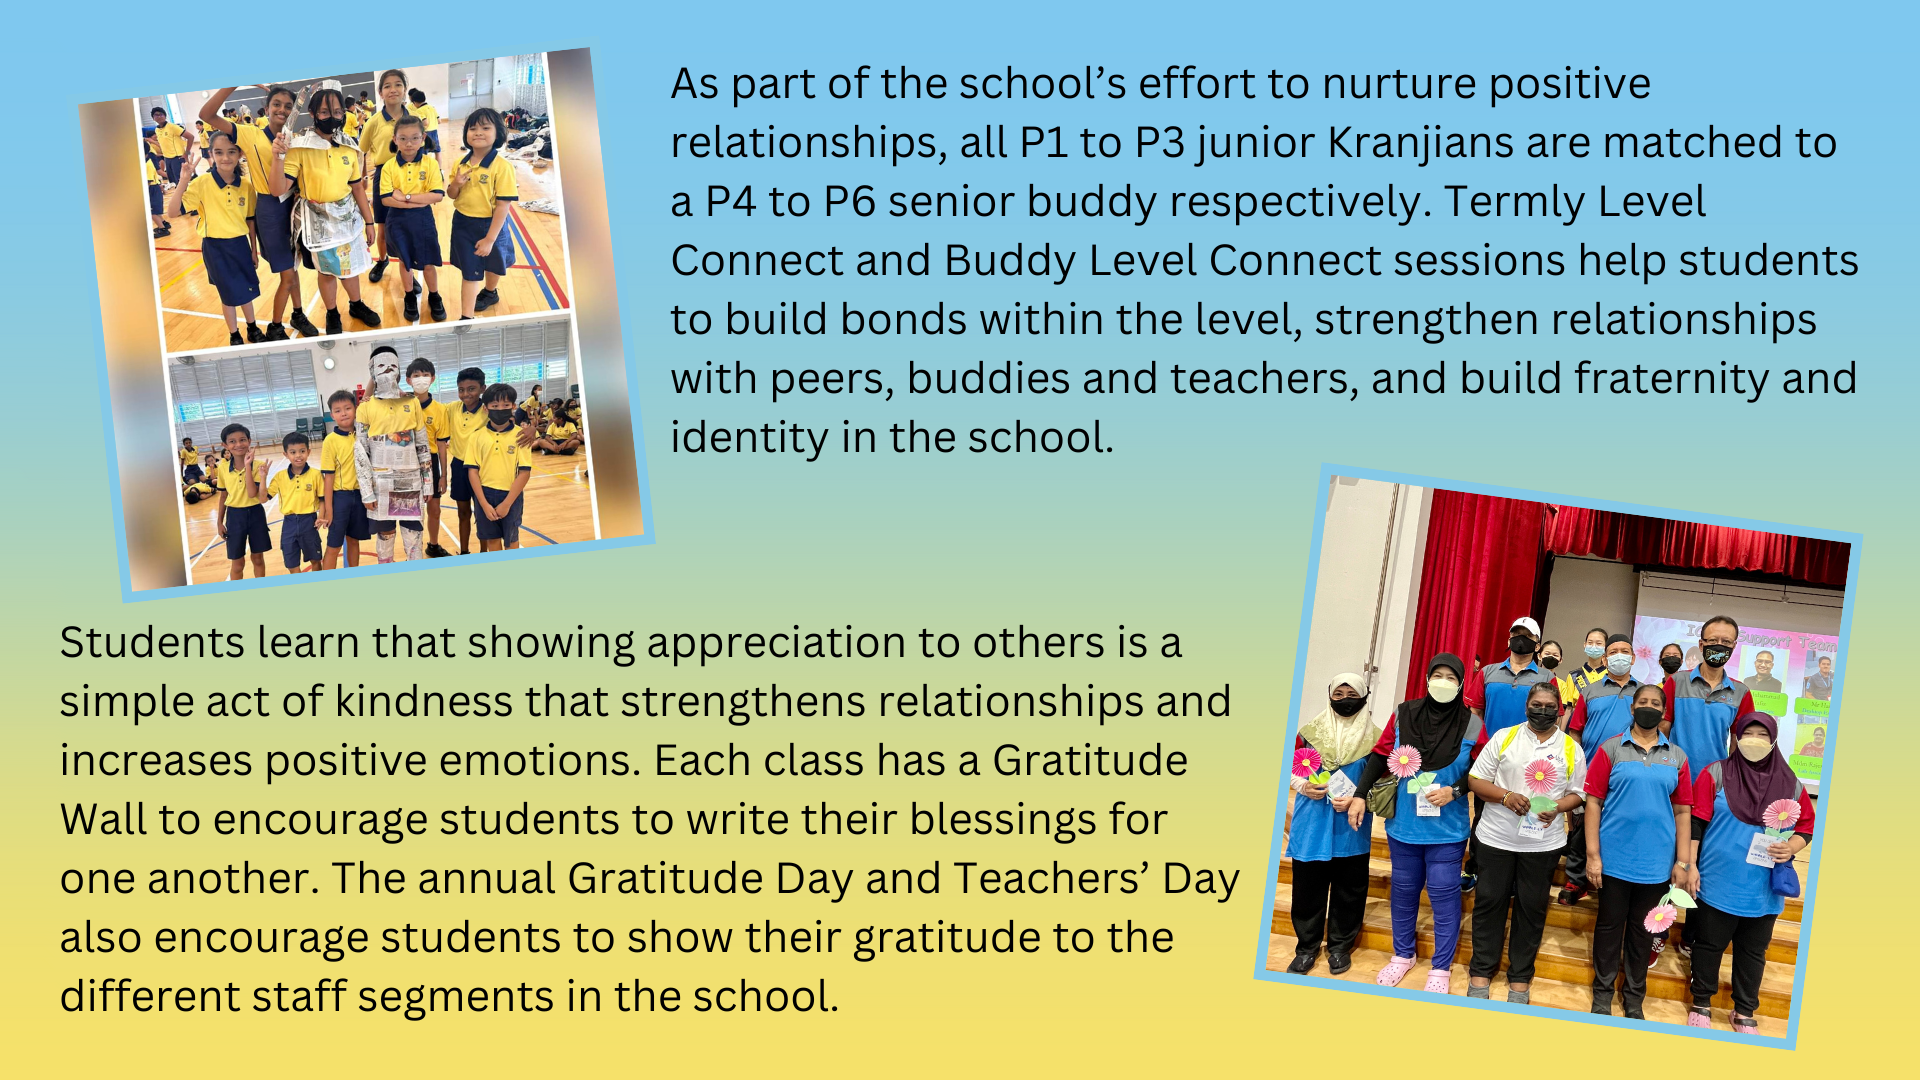 As part of the school’s effort to nurture positive
relationships, all P1 to P3 junior Kranjians are matched to
a P4 to P6 senior buddy respectively. Termly Level
Connect and Buddy Level Connect sessions help students
to build bonds within the level, strengthen relationships
with peers, buddies and teachers, and build fraternity and
identity in the school.
Support Team
Students learn that showing appreciation to others is a
simple act of kindness that strengthens relationships and
increases positive emotions. Each class has a Gratitude
Wall to encourage students to write their blessings for
one another. The annual Gratitude Day and Teachers’ Day
also encourage students to show their gratitude to the
different staff segments in the school.